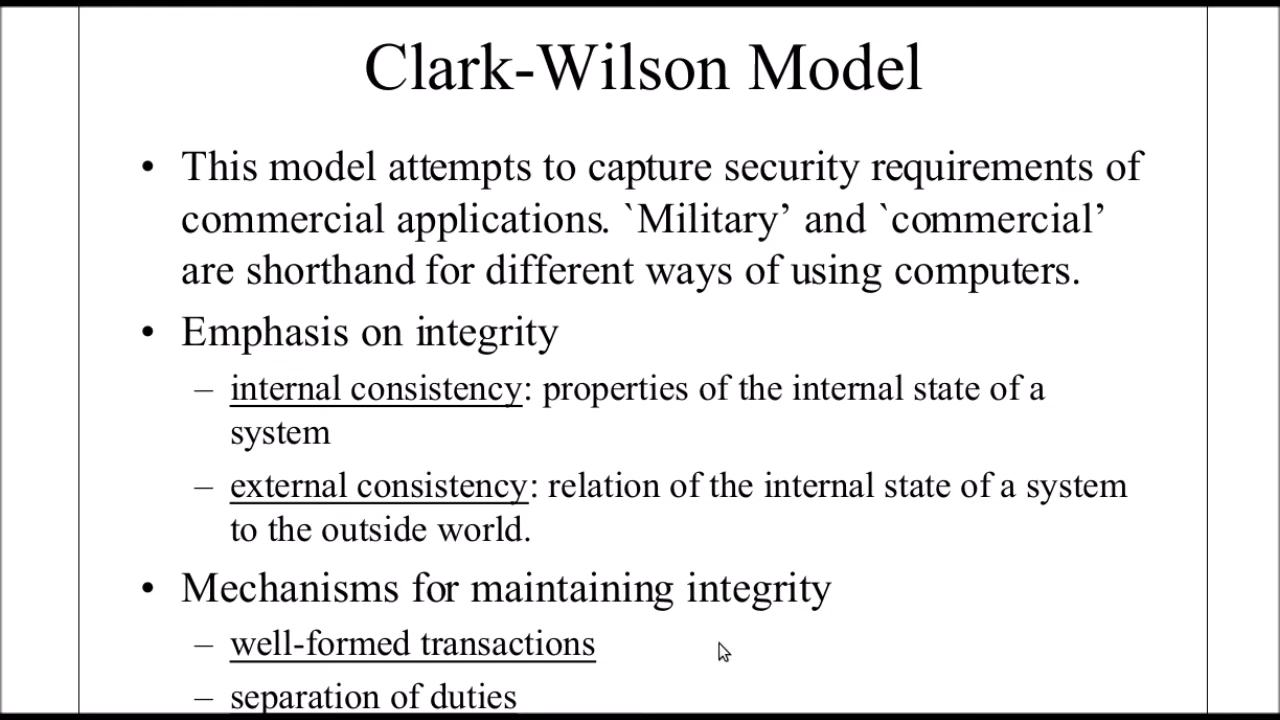 Clark-Wilson Model
• This model attempts to capture security requirements of
commercial applications. `Military’ and `commercial’
are shorthand for different ways of using computers.
• Emphasis on integrity
– internal consistency: properties of the internal state of a
system
– external consistency: relation of the internal state of a system
to the outside world.
• Mechanisms for maintaining integrity
– well-formed transactions
– separation of duties